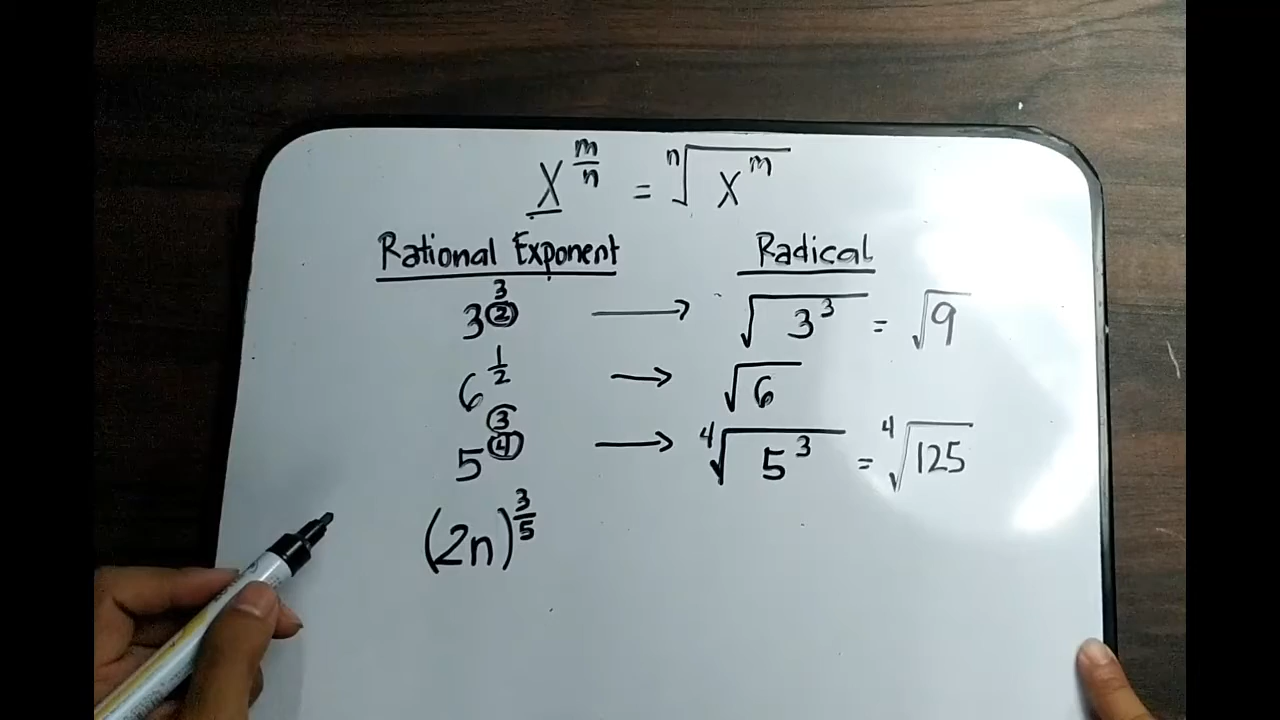 X^(m/n) = ⁿ√(X^m)
Rational Exponent Radical
3^(3/2) → √(3³) = √9
6^(1/2) → √6
5^(3/4) → ⁴√(5³) = ⁴√125
(2n)^(3/5)